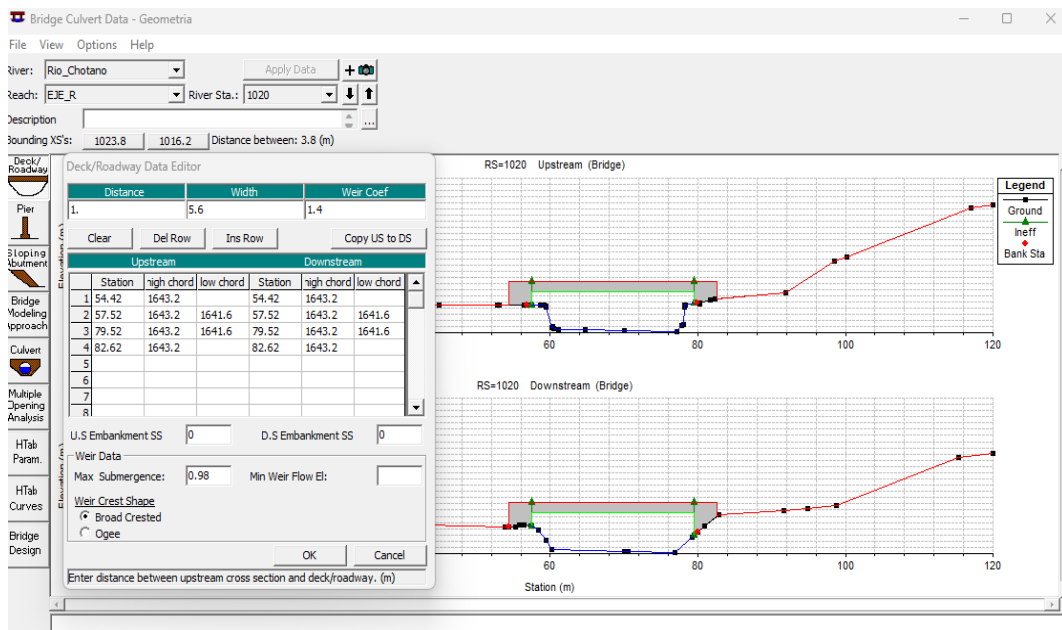 Bridge Culvert Data - Geometria
File View Options Help
River: Rio_Chotano Apply Data
Reach: EJE_R River Sta.: 1020
Description ...
Bounding XS's: 1023.8 1016.2 Distance between: 3.8 (m)
Deck/
Roadway
Pier
Sloping
Abutment
Bridge
Modeling
Approach
Culvert
Multiple
Opening
Analysis
HTab
Param.
HTab
Curves
Bridge
Design
Deck/Roadway Data Editor
Distance Width Weir Coef
1. 5.6 1.4
Clear Del Row Ins Row Copy US to DS
Upstream Downstream
Station high chord low chord Station high chord low chord
1 54.42 1643.2 54.42 1643.2
2 57.52 1643.2 1641.6 57.52 1643.2 1641.6
3 79.52 1643.2 1641.6 79.52 1643.2 1641.6
4 82.62 1643.2 82.62 1643.2
5
6
7
8
U.S Embankment SS 0 D.S Embankment SS 0
Weir Data
Max Submergence: 0.98 Min Weir Flow El:
Weir Crest Shape
Broad Crested
Ogee
OK Cancel
Enter distance between upstream cross section and deck/roadway. (m)
RS=1020 Upstream (Bridge)
60 80 100 120
Legend
Ground
Ineff
Bank Sta
RS=1020 Downstream (Bridge)
60 80 100 120
Station (m)